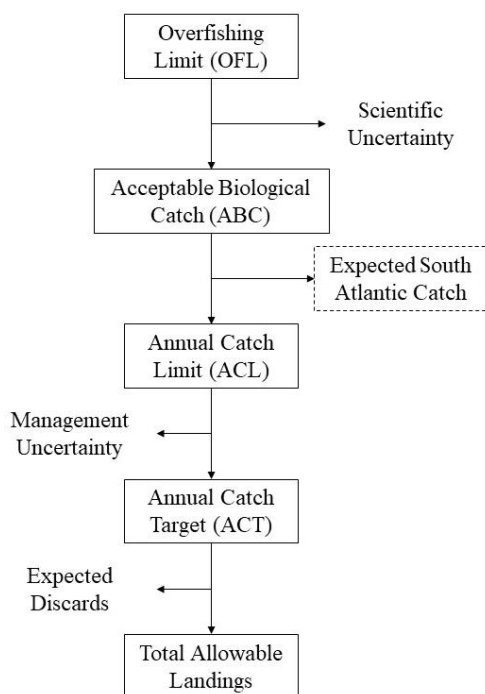 Overfishing
Limit (OFL)
Scientific
Uncertainty
Acceptable Biological
Catch (ABC)
Expected South
Atlantic Catch
Annual Catch
Limit (ACL)
Management
Uncertainty
Annual Catch
Target (ACT)
Expected
Discards
Total Allowable
Landings